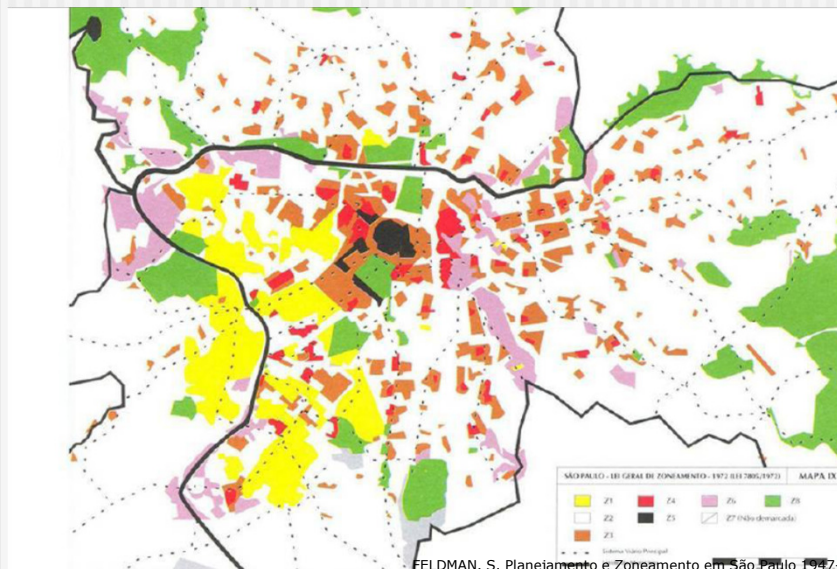 SÃO PAULO - LEI GERAL DE ZONEAMENTO - 1972 (LEI 7805/1972) MAPA IX
Z1 Z4 Z6 Z8
Z2 Z5 Z7 (Não demarcada)
Z3
Sistema Viário Principal
FELDMAN, S. Planejamento e Zoneamento em São Paulo 1947